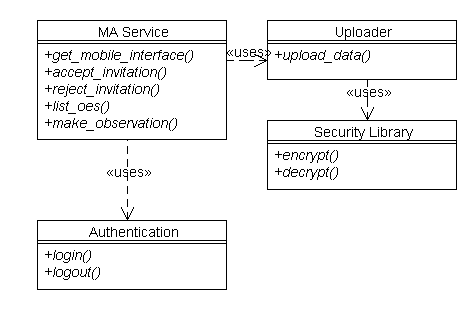 MA Service
+get_mobile_interface()
+accept_invitation()
+reject_invitation()
+list_oes()
+make_observation()
«uses»
Uploader
+upload_data()
«uses»
Security Library
+encrypt()
+decrypt()
«uses»
Authentication
+login()
+logout()